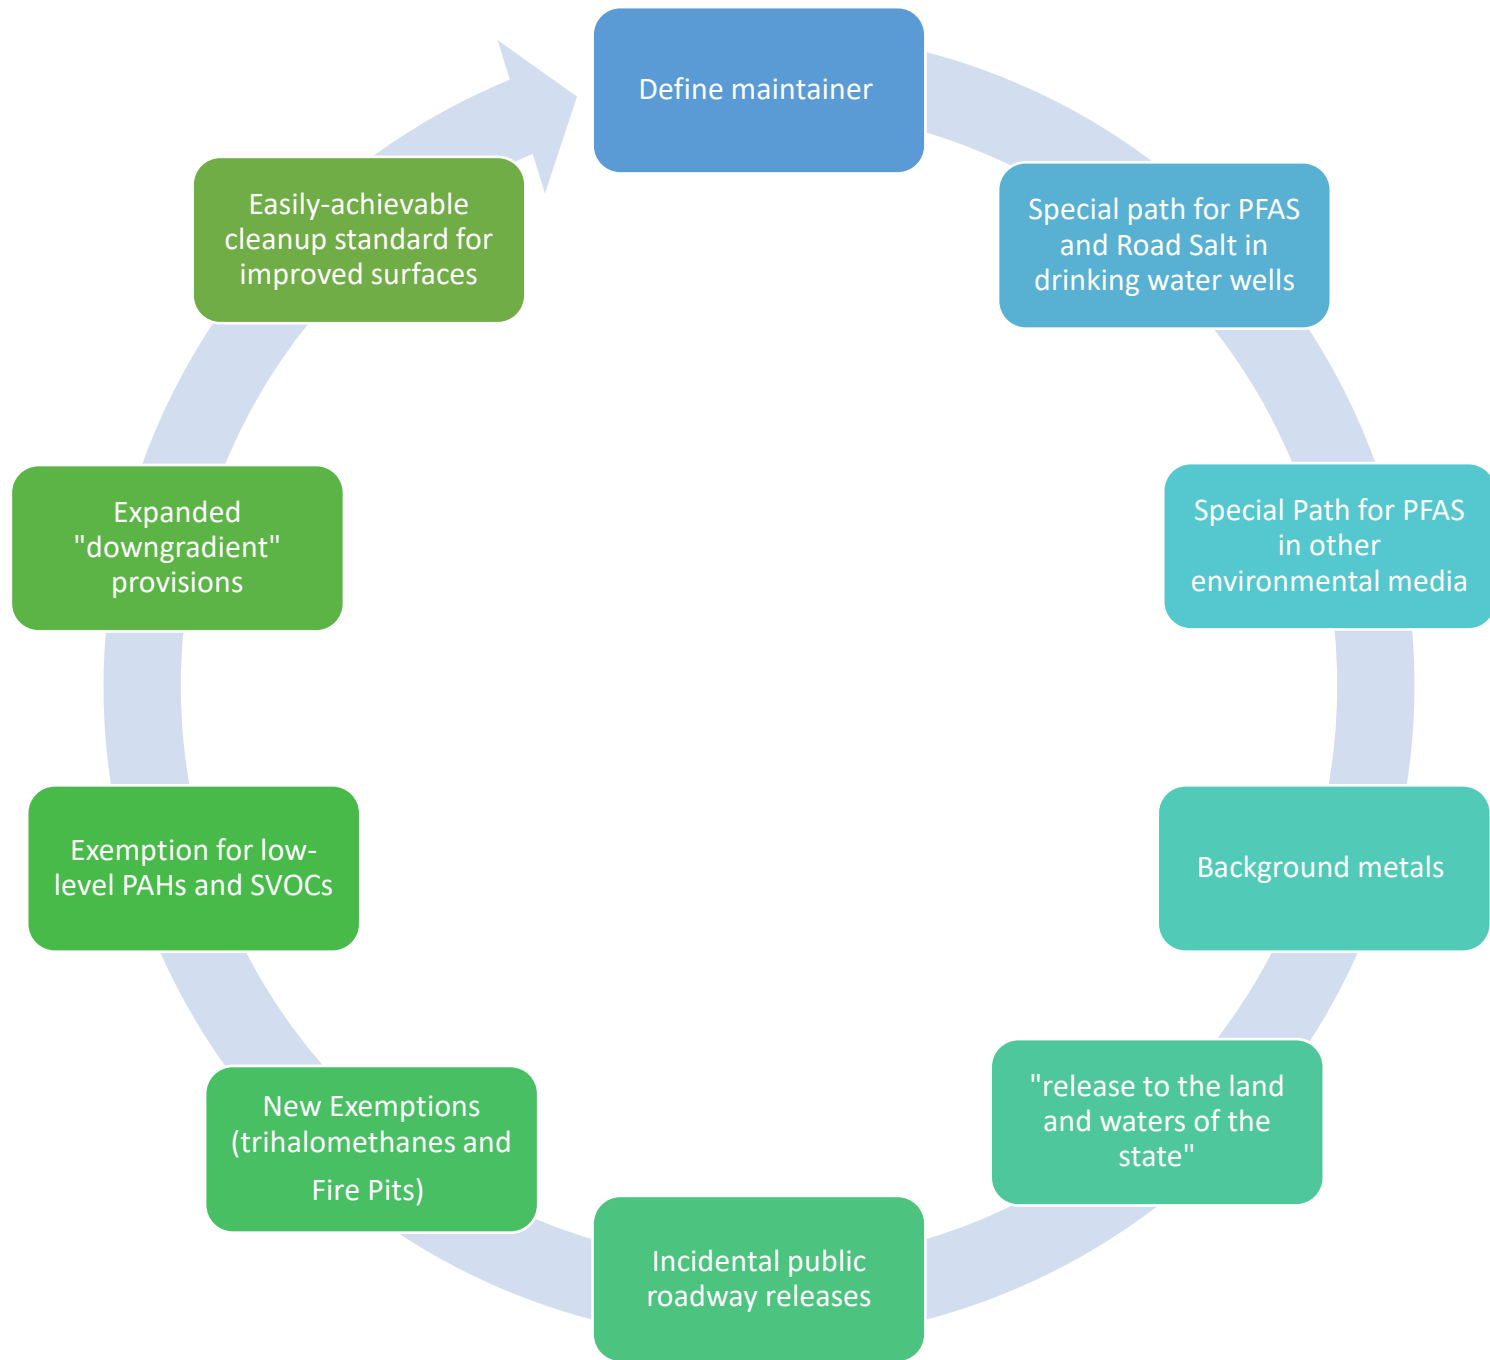 Define maintainer
Special path for PFAS
and Road Salt in
drinking water wells
Special Path for PFAS
in other
environmental media
Background metals
"release to the land
and waters of the
state"
Incidental public
roadway releases
New Exemptions
(trihalomethanes and
Fire Pits)
Exemption for low-
level PAHs and SVOCs
Expanded
"downgradient"
provisions
Easily-achievable
cleanup standard for
improved surfaces